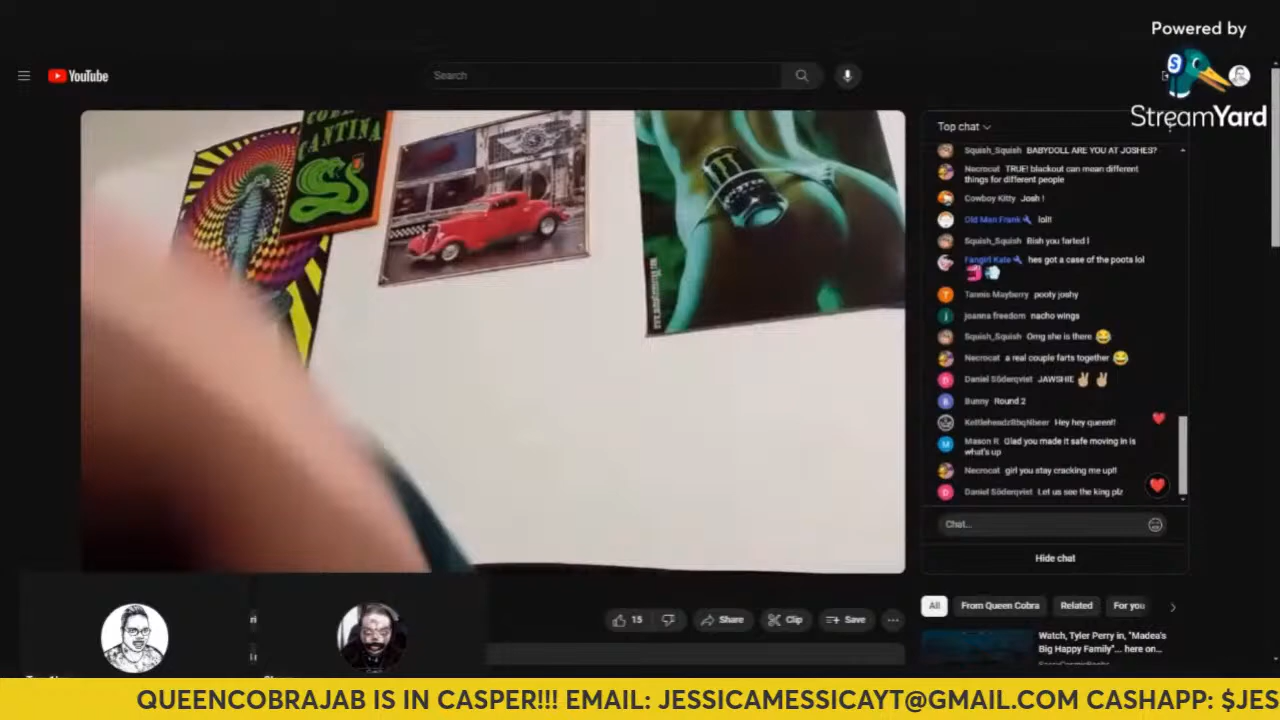 Powered by
YouTube
Search
StreamYard
CANTINA
MONSTER
Top chat
Squish_Squish BABYDOLL ARE YOU AT JOSHES?
Necrocat TRUE! blackout can mean different
things for different people
Cowboy Kitty Josh !
Old Man Frank lol!!
Squish_Squish Bish you farted !
Fangirl Kate hes got a case of the poots lol
Tannis Mayberry pooty joshy
joanna freedom nacho wings
Squish_Squish Omg she is there 😂
Necrocat a real couple farts together 😂
Daniel Söderqviet JAWSHIE ✌🏼 ✌🏼
Bunny Round 2
KettleheadzBbqNbeer Hey hey queen!!
Mason R Glad you made it safe moving in is
what's up
Necrocat girl you stay cracking me up!!
Daniel Söderqviet Let us see the king plz
Chat...
Hide chat
15
Share
Clip
Save
All
From Queen Cobra
Related
For you
Watch, Tyler Perry in, "Madea's
Big Happy Family"... here on...
QUEENCOBRAJAB IS IN CASPER!!! EMAIL: JESSICAMESSICAYT@GMAIL.COM CASHAPP: $JES